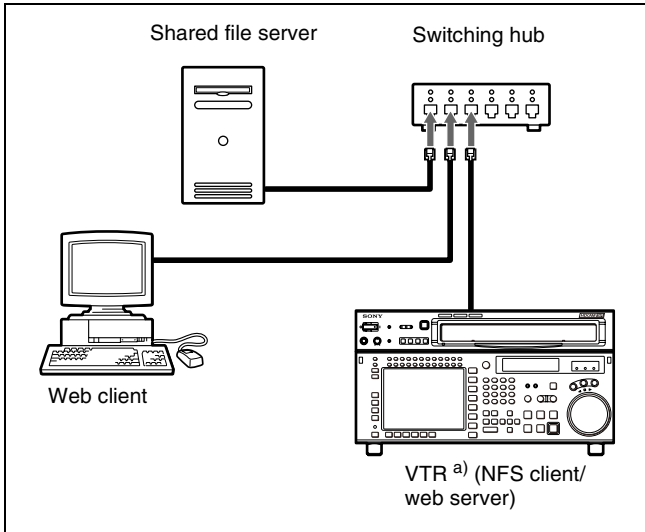 Shared file server
Switching hub
SONY
Web client
VTR a) (NFS client/
web server)